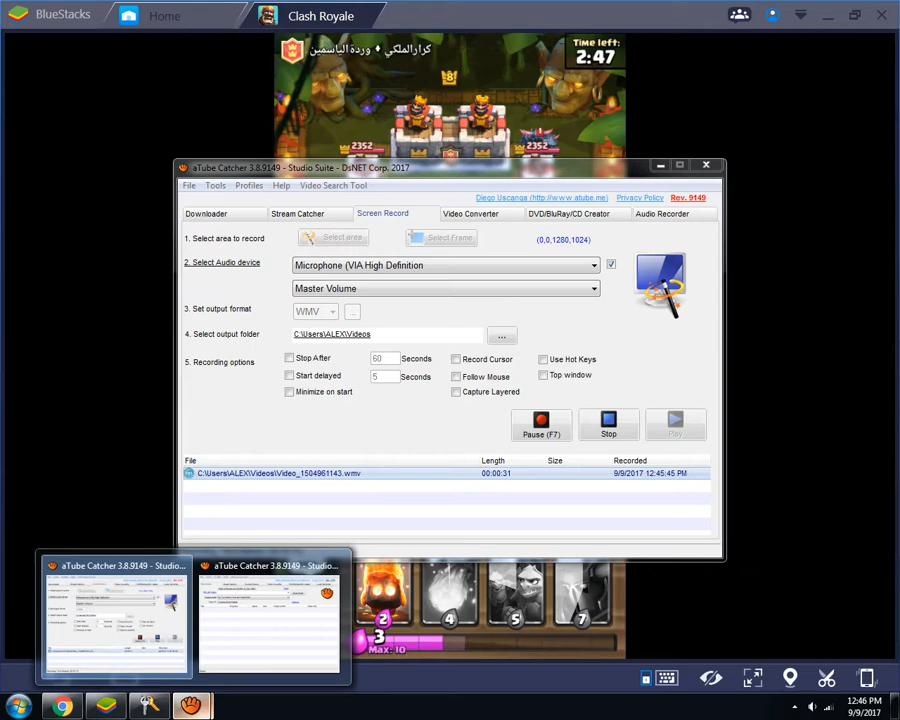 BlueStacks Home Clash Royale
كرارالملكي ♦ وردة الياسمين
Time left:
2:47
8
2352 2352
aTube Catcher 3.8.9149 - Studio Suite - DsNET Corp. 2017
File Tools Profiles Help Video Search Tool
Diego Uscanga (http://www.atube.me) Privacy Policy Rev. 9149
Downloader Stream Catcher Screen Record Video Converter DVD/BluRay/CD Creator Audio Recorder
1. Select area to record Select area Select Frame (0,0,1280,1024)
2. Select Audio device Microphone (VIA High Definition
Master Volume
3. Set output format WMV ...
4. Select output folder C:\Users\ALEX\Videos ...
5. Recording options Stop After 60 Seconds Record Cursor Use Hot Keys
Start delayed 5 Seconds Follow Mouse Top window
Minimize on start Capture Layered
Pause (F7) Stop Play
File Length Size Recorded
C:\Users\ALEX\Videos\Video_1504961143.wmv 00:00:31 9/9/2017 12:45:45 PM
aTube Catcher 3.8.9149 - Studio... aTube Catcher 3.8.9149 - Studio...
2 4 5 7
3
Max: 10
12:46 PM
9/9/2017